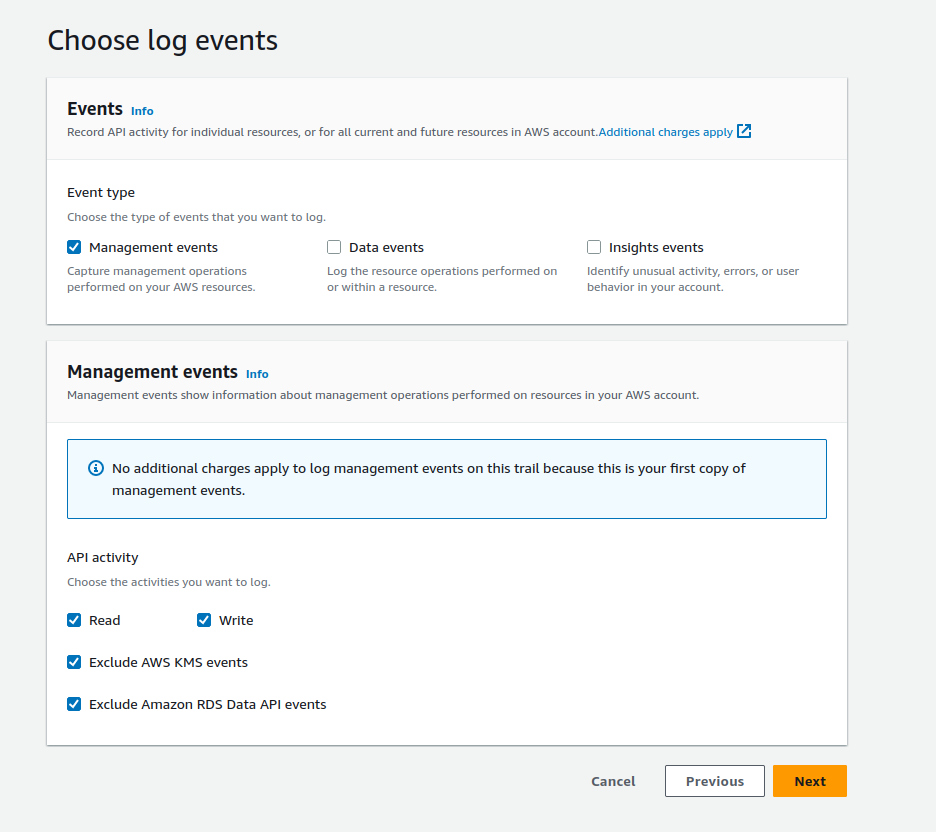 Choose log events
Events Info
Record API activity for individual resources, or for all current and future resources in AWS account.Additional charges apply
Event type
Choose the type of events that you want to log.
Management events
Capture management operations
performed on your AWS resources.
Data events
Log the resource operations performed on
or within a resource.
Insights events
Identify unusual activity, errors, or user
behavior in your account.
Management events Info
Management events show information about management operations performed on resources in your AWS account.
No additional charges apply to log management events on this trail because this is your first copy of
management events.
API activity
Choose the activities you want to log.
Read Write
Exclude AWS KMS events
Exclude Amazon RDS Data API events
Cancel Previous Next